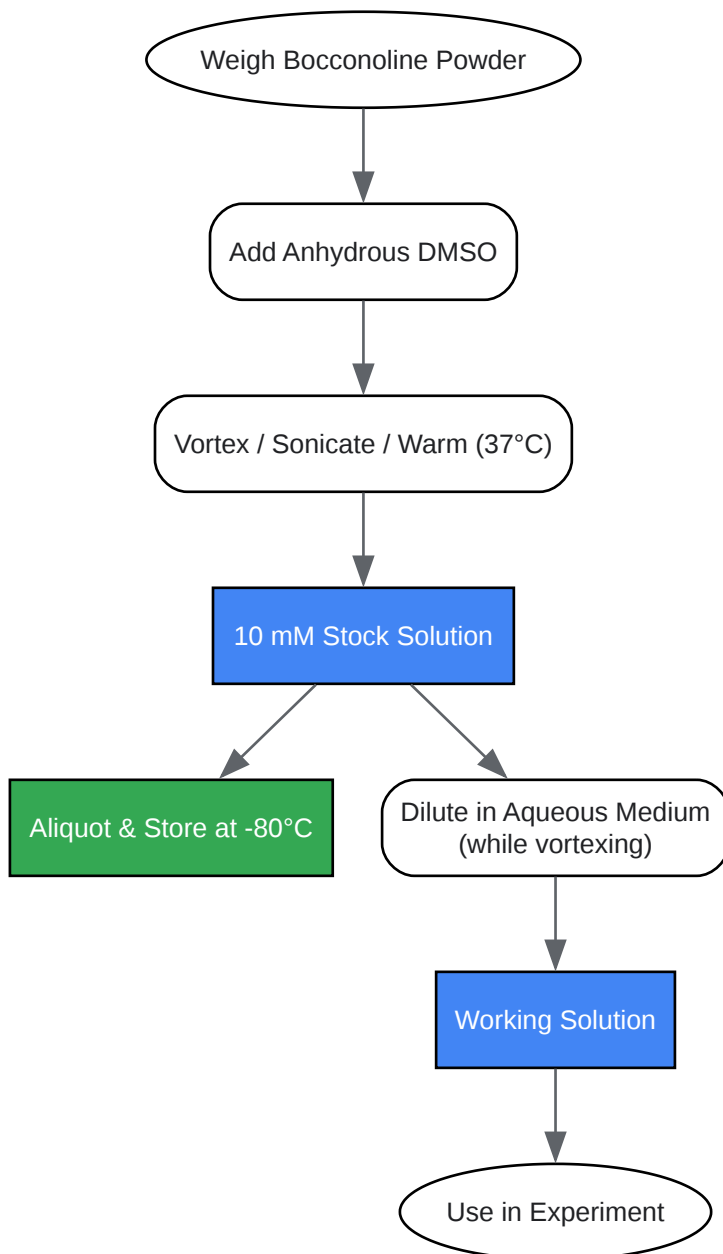 Weigh Bocconoline Powder
Add Anhydrous DMSO
Vortex / Sonicate / Warm (37°C)
10 mM Stock Solution
Aliquot & Store at -80°C
Dilute in Aqueous Medium
(while vortexing)
Working Solution
Use in Experiment